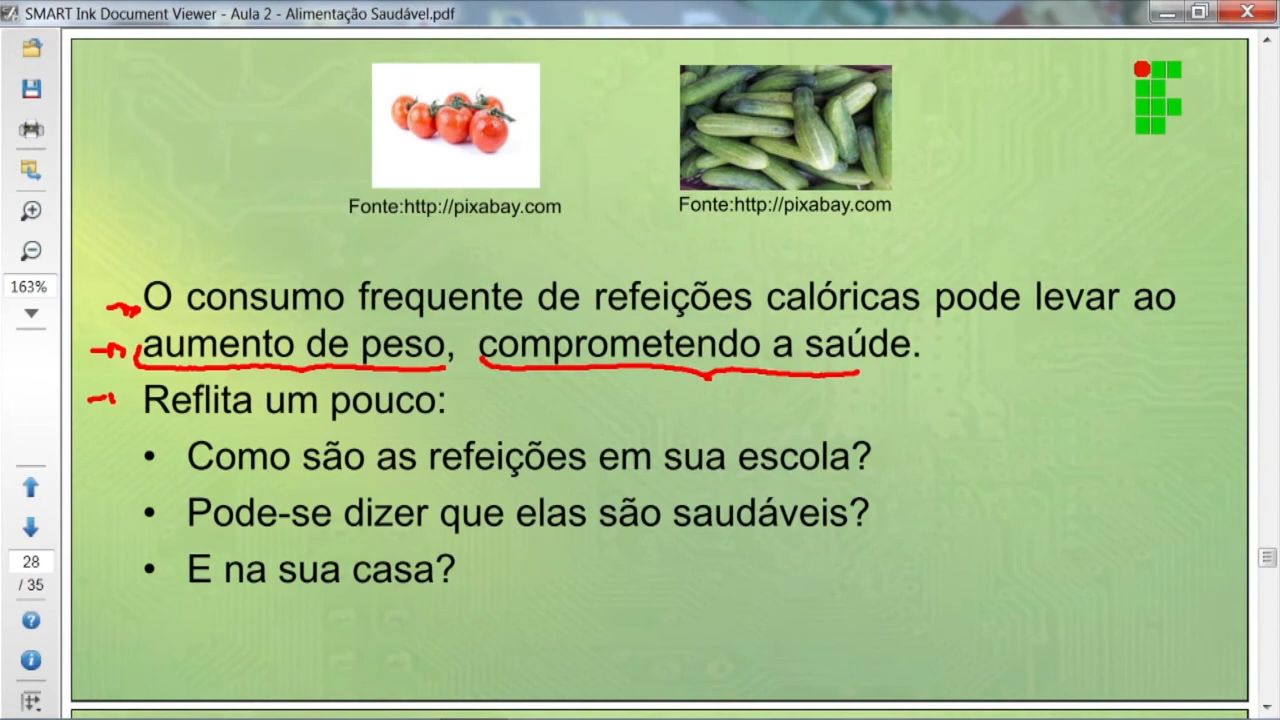 SMART Ink Document Viewer - Aula 2 - Alimentação Saudável.pdf
Fonte:http://pixabay.com
Fonte:http://pixabay.com
163%
O consumo frequente de refeições calóricas pode levar ao
aumento de peso, comprometendo a saúde.
Reflita um pouco:
• Como são as refeições em sua escola?
• Pode-se dizer que elas são saudáveis?
• E na sua casa?
28
/ 35